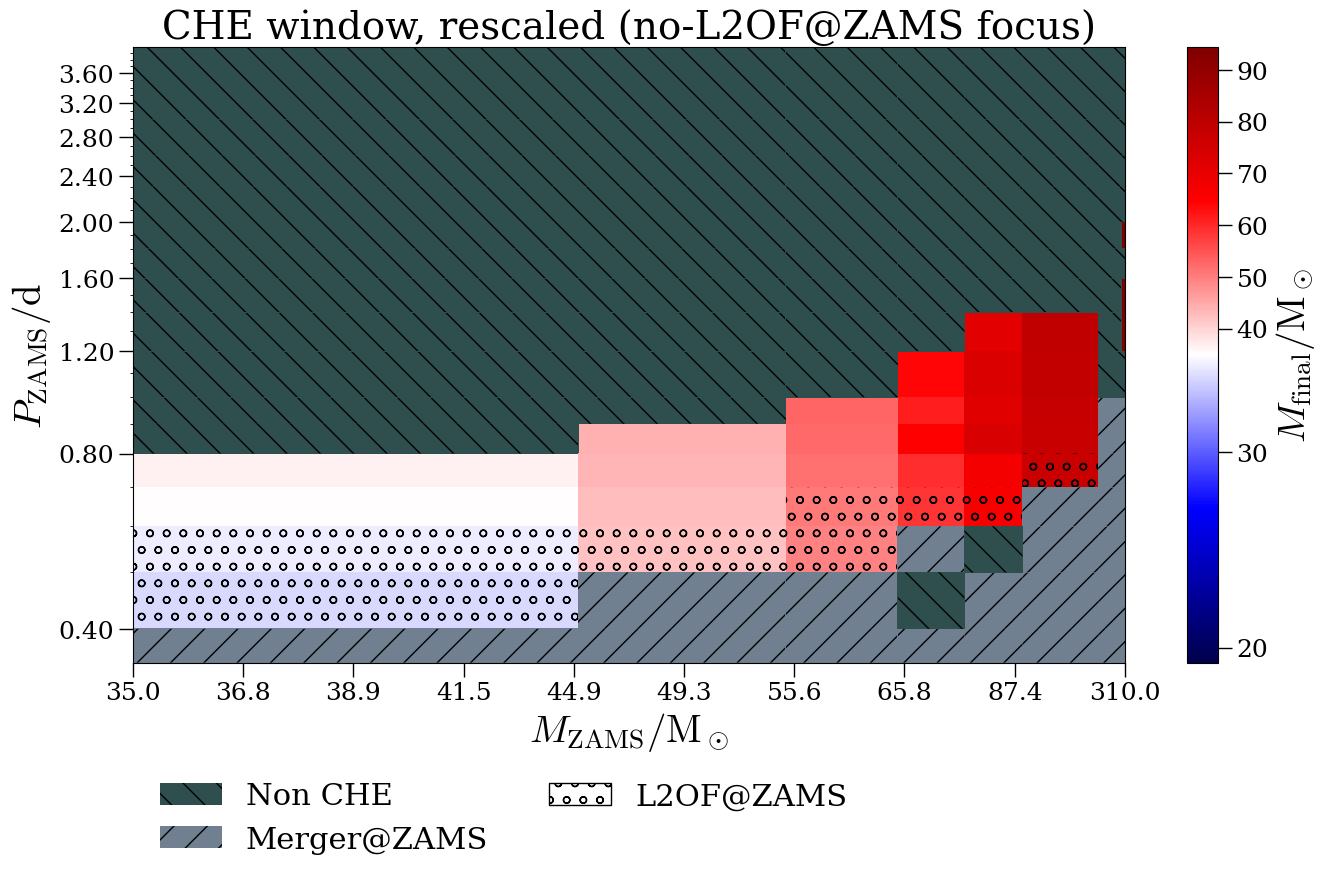 CHE window, rescaled (no-L2OF@ZAMS focus)
3.60
3.20
2.80
2.40
2.00
1.60
1.20
0.80
0.40
P_ZAMS/d
35.0 36.8 38.9 41.5 44.9 49.3 55.6 65.8 87.4 310.0
M_ZAMS/M_⊙
90
80
70
60
50
40
30
20
M_final/M_⊙
Non CHE
Merger@ZAMS
L2OF@ZAMS